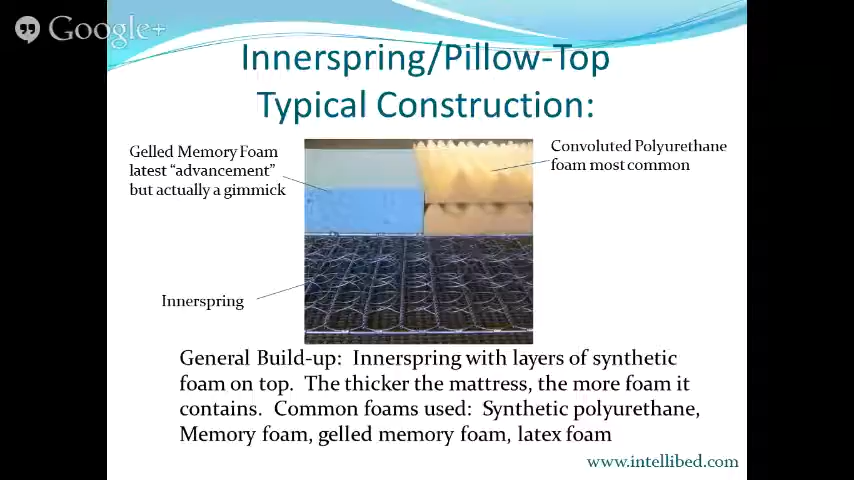 Google+
Innerspring/Pillow-Top
Typical Construction:
Gelled Memory Foam
latest “advancement”
but actually a gimmick
Convoluted Polyurethane
foam most common
Innerspring
General Build-up:  Innerspring with layers of synthetic
foam on top.  The thicker the mattress, the more foam it
contains.  Common foams used:  Synthetic polyurethane,
Memory foam, gelled memory foam, latex foam
www.intellibed.com